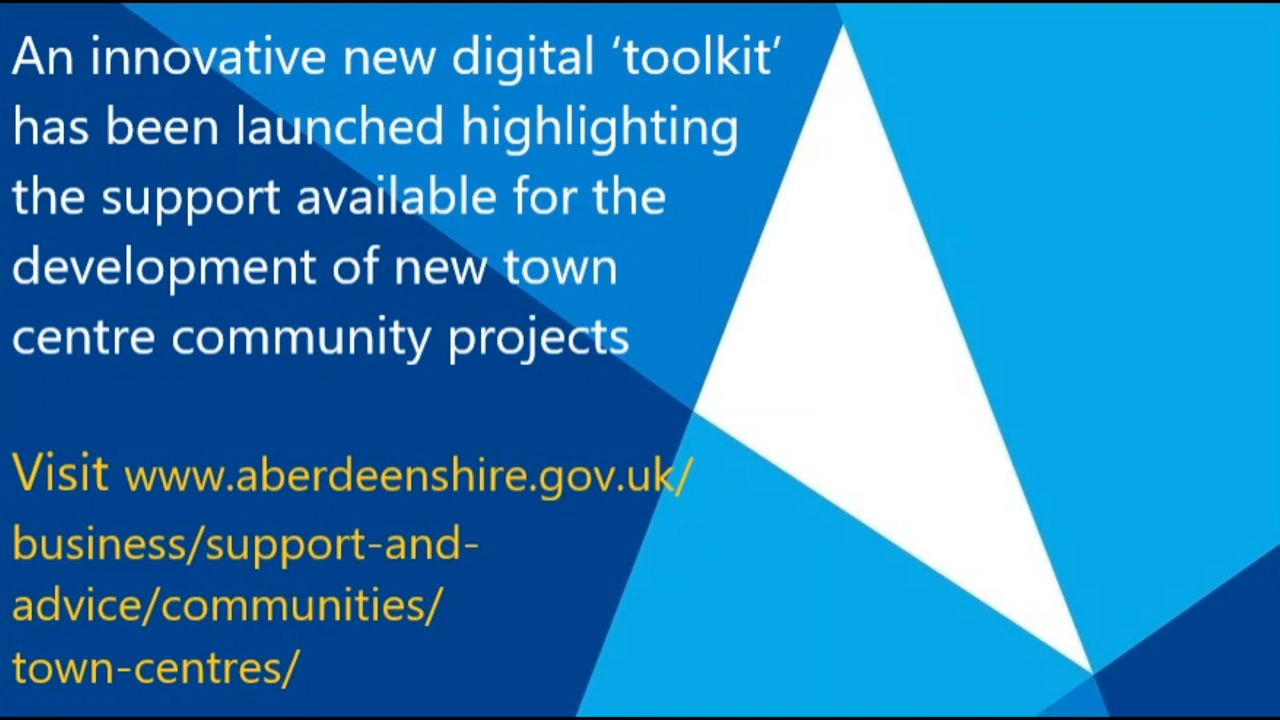 An innovative new digital ‘toolkit’
has been launched highlighting
the support available for the
development of new town
centre community projects
Visit www.aberdeenshire.gov.uk/
business/support-and-
advice/communities/
town-centres/